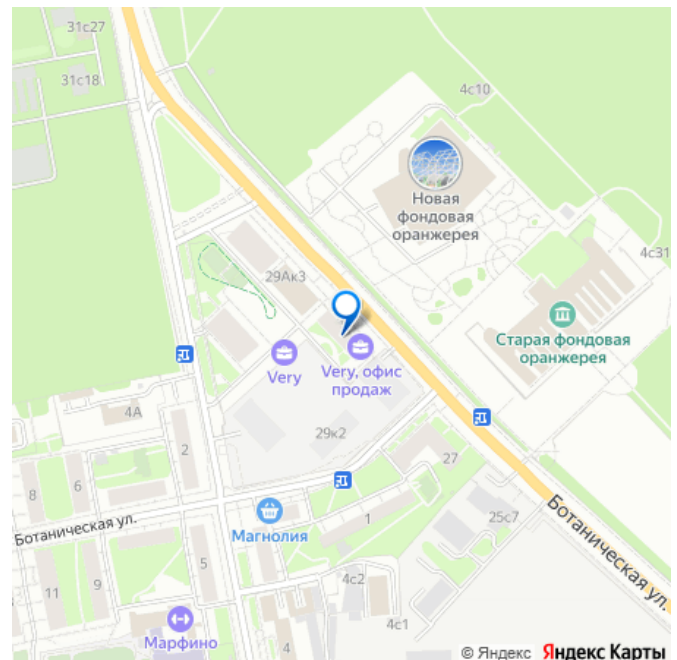 31с27
31с18
4с10
Новая
фондовая
оранжерея
4с31
29Ак3
Старая фондовая
оранжерея
Very
Very, офис
продаж
4А
2
29к2
27
8
6
Ботаническая ул.
Магнолия
1
25с7
Ботаническая ул.
5
9
11
4с2
4с1
Марфино
4
© Яндекс Яндекс Карты